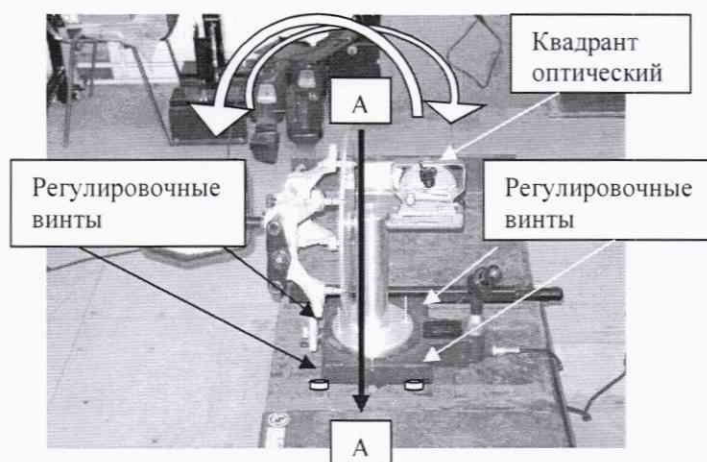 Квадрант
оптический
А
Регулировочные
винты
Регулировочные
винты
А